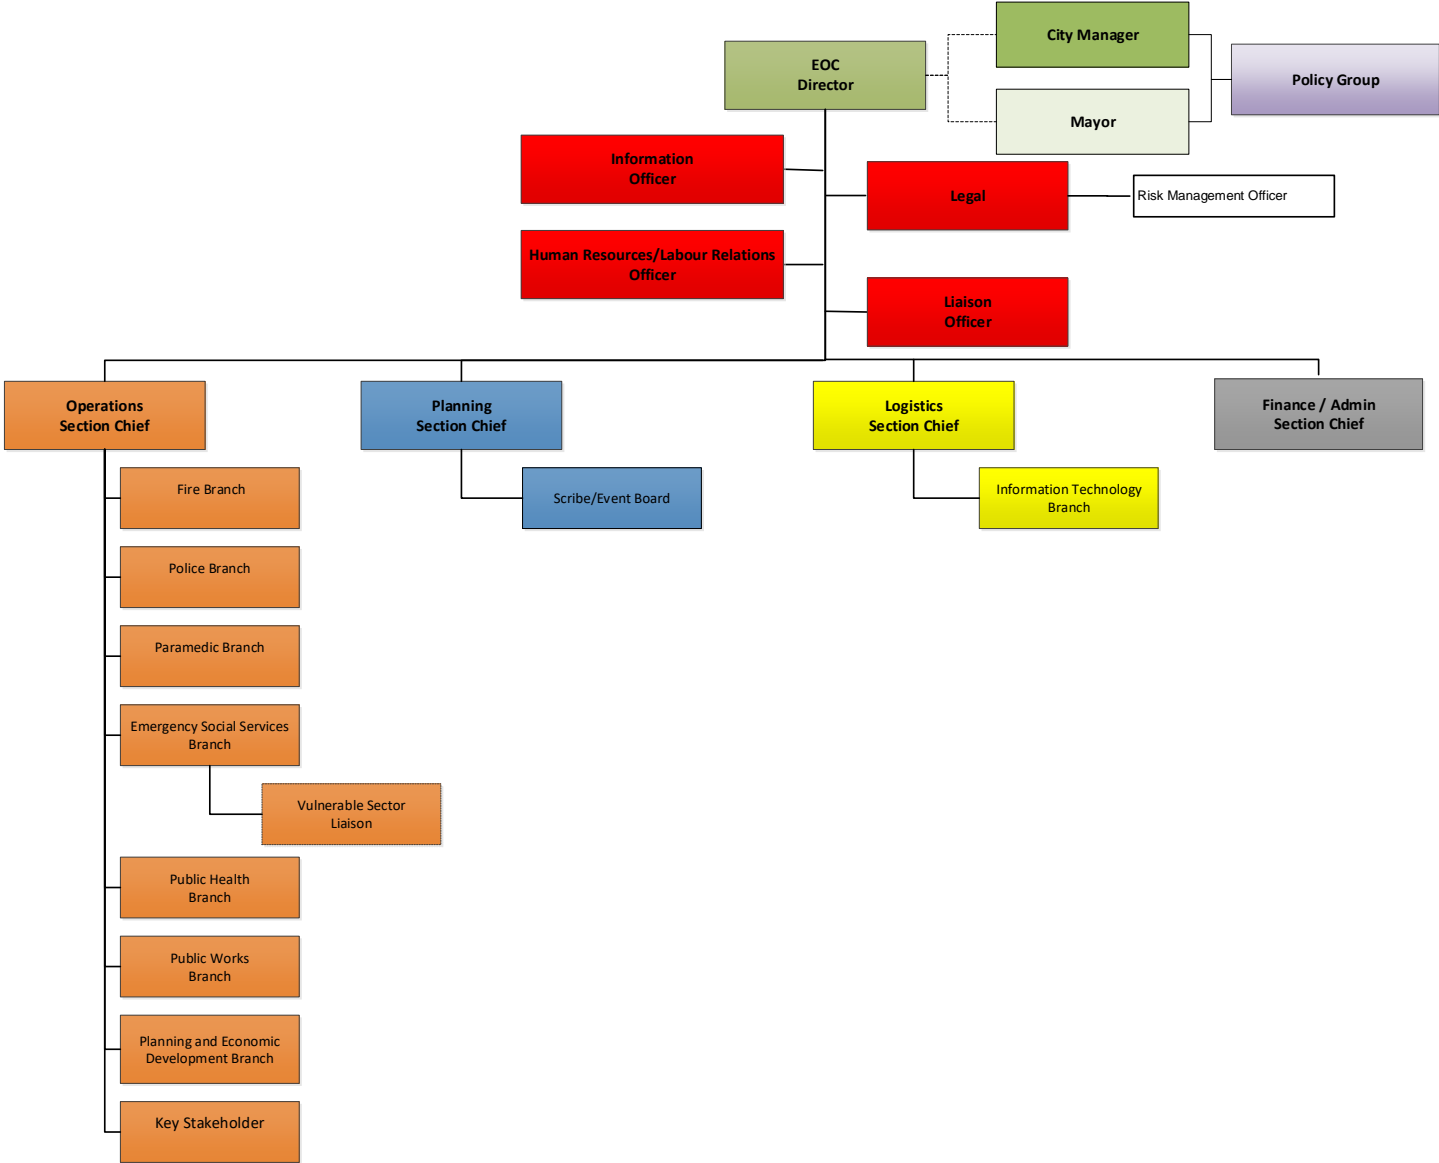 City Manager
EOC
Director
Policy Group
Mayor
Information
Officer
Legal
Risk Management Officer
Human Resources/Labour Relations
Officer
Liaison
Officer
Operations
Section Chief
Planning
Section Chief
Logistics
Section Chief
Finance / Admin
Section Chief
Fire Branch
Scribe/Event Board
Information Technology
Branch
Police Branch
Paramedic Branch
Emergency Social Services
Branch
Vulnerable Sector
Liaison
Public Health
Branch
Public Works
Branch
Planning and Economic
Development Branch
Key Stakeholder